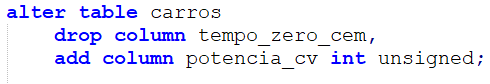 alter table carros
drop column tempo_zero_cem,
add column potencia_cv int unsigned;